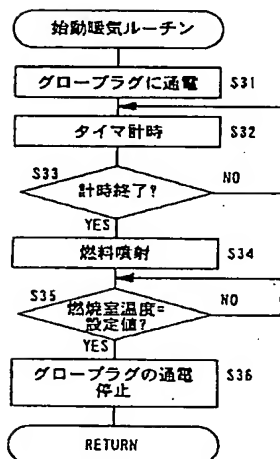 始動暖気ルーチン
グロープラグに通電 S31
タイマ計時 S32
S33
計時終了? NO
YES
燃料噴射 S34
S35
燃焼室温度= NO
設定値?
YES
グロープラグの通電 S36
停止
RETURN